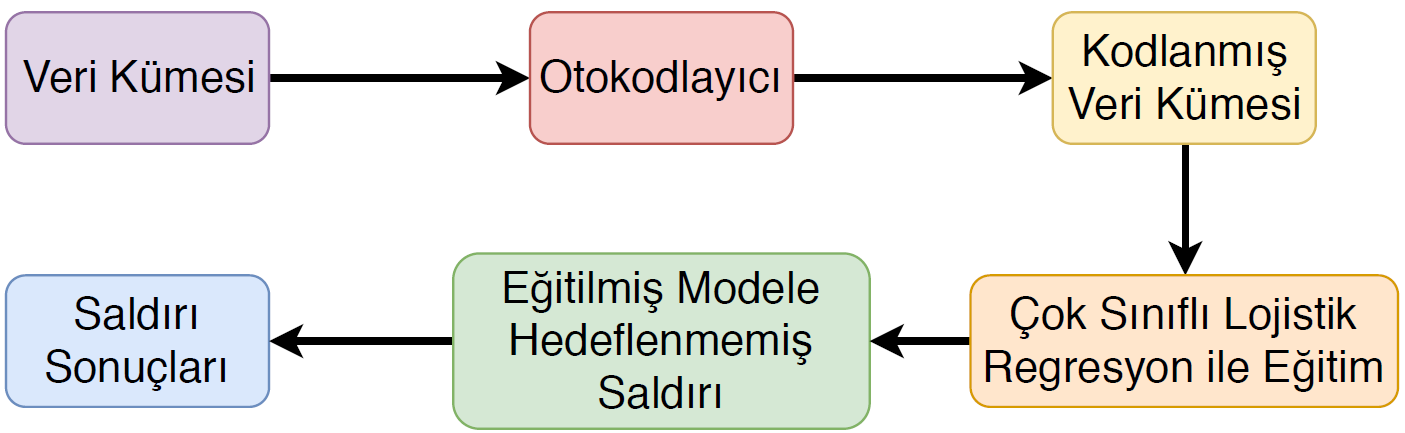 Veri Kümesi
Otokodlayıcı
Kodlanmış
Veri Kümesi
Çok Sınıflı Lojistik
Regresyon ile Eğitim
Eğitilmiş Modele
Hedeflenmemiş
Saldırı
Saldırı
Sonuçları